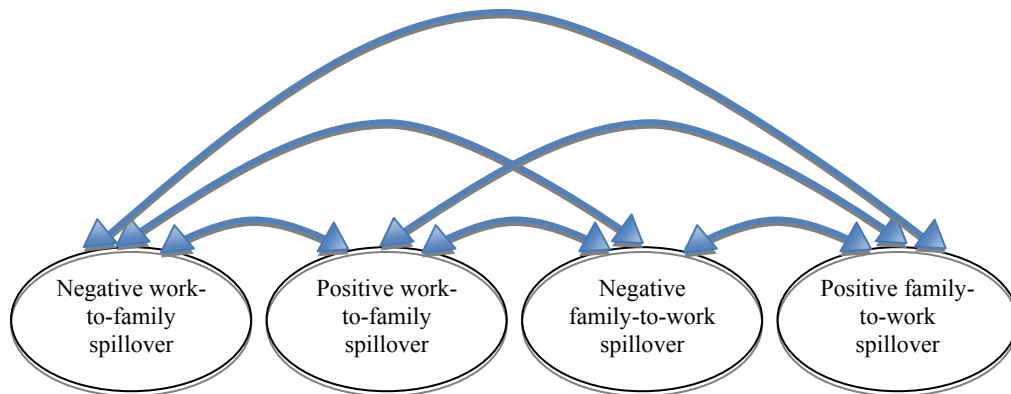 Negative work-
to-family
spillover
Positive work-
to-family
spillover
Negative
family-to-work
spillover
Positive family-
to-work
spillover